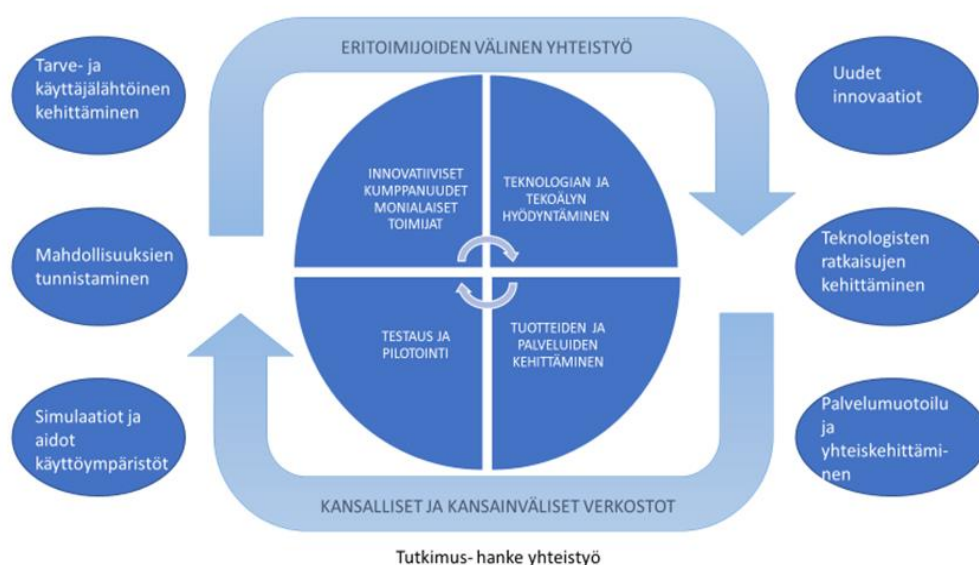 ERITOIMIJOIDEN VÄLINEN YHTEISTYÖ
Tarve- ja
käyttäjälähtöinen
kehittäminen
Uudet
innovaatiot
INNOVATIIVISET
KUMPPANUUDET
MONIALAISET
TOIMIJAT
TEKNOLOGIAN JA
TEKOÄLYN
HYÖDYNTÄMINEN
Mahdollisuuksien
tunnistaminen
Teknologisten
ratkaisujen
kehittäminen
TESTAUS JA
PILOTOINTI
TUOTTEIDEN JA
PALVELUIDEN
KEHITTÄMINEN
Simulaatiot ja
aidot
käyttöympäristöt
Palvelumuotoilu
ja
yhteiskehittämi-
nen
KANSALLISET JA KANSAINVÄLISET VERKOSTOT
Tutkimus- hanke yhteistyö